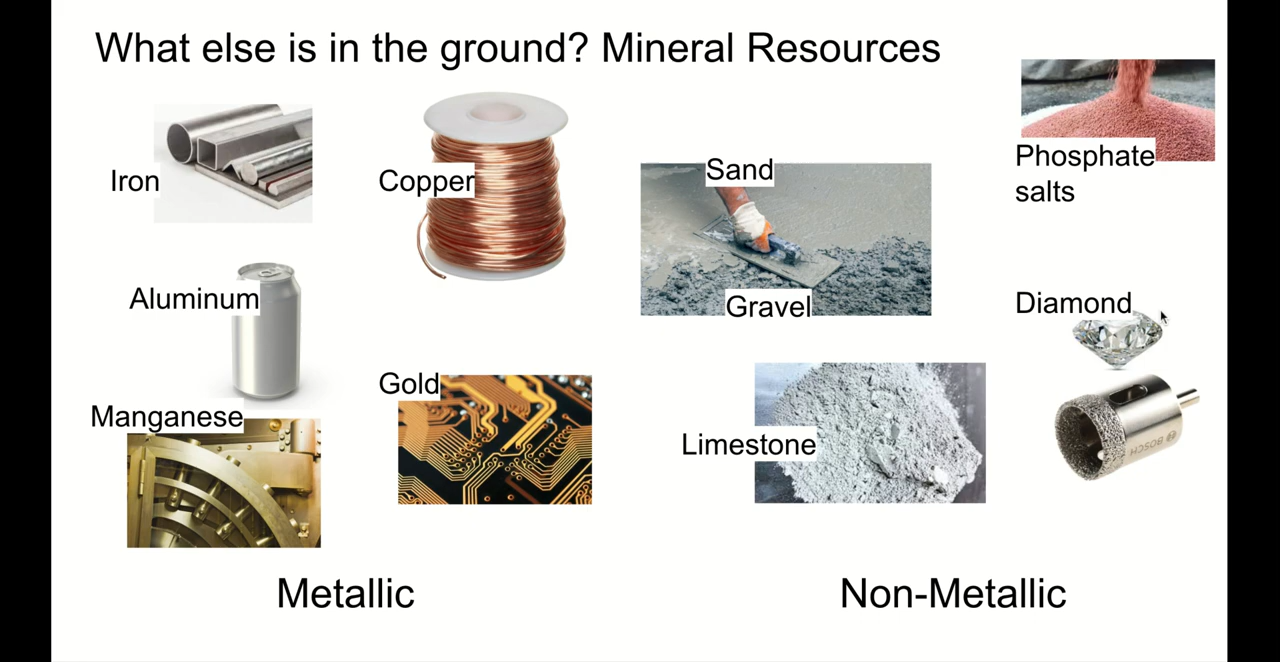 What else is in the ground? Mineral Resources
Iron
Copper
Sand
Phosphate
salts
Aluminum
Gravel
Diamond
Manganese
Gold
Limestone
BOSCH
Metallic
Non-Metallic